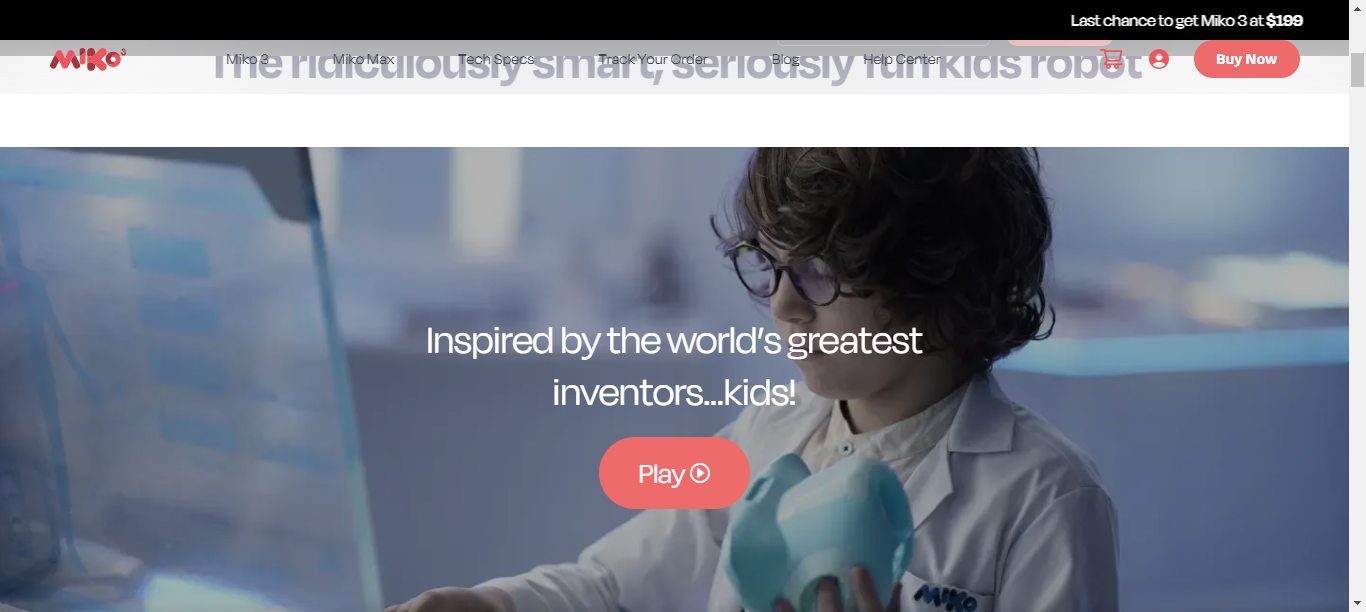 Last chance to get Miko 3 at $199
MIKO3
Miko 3
Miko Max
Tech Specs
Track Your Order
Blog
Help Center
Buy Now
The ridiculously smart, seriously fun kids robot
Inspired by the world's greatest
inventors...kids!
Play
MIKO